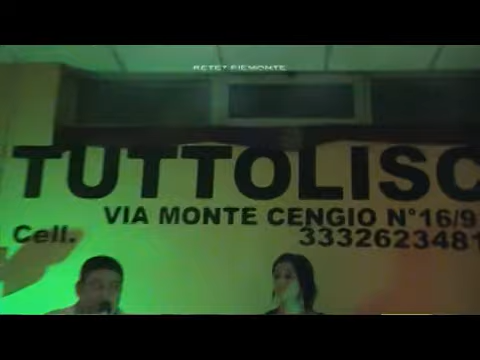 RETE7 PIEMONTE
TUTTOLISC
VIA MONTE CENGIO N°16/9
Cell. 3332623481